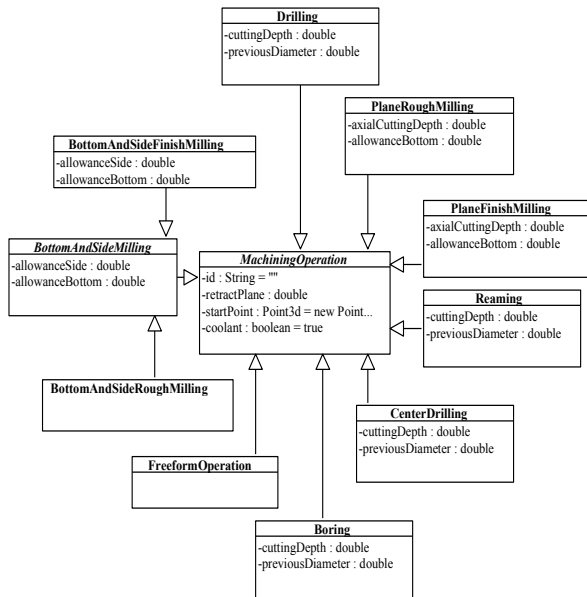 Drilling
-cuttingDepth : double
-previousDiameter : double
PlaneRoughMilling
-axialCuttingDepth : double
-allowanceBottom : double
BottomAndSideFinishMilling
-allowanceSide : double
-allowanceBottom : double
PlaneFinishMilling
-axialCuttingDepth : double
-allowanceBottom : double
BottomAndSideMilling
-allowanceSide : double
-allowanceBottom : double
MachiningOperation
-id : String = ""
-retractPlane : double
-startPoint : Point3d = new Point...
-coolant : boolean = true
Reaming
-cuttingDepth : double
-previousDiameter : double
BottomAndSideRoughMilling
CenterDrilling
-cuttingDepth : double
-previousDiameter : double
FreeformOperation
Boring
-cuttingDepth : double
-previousDiameter : double